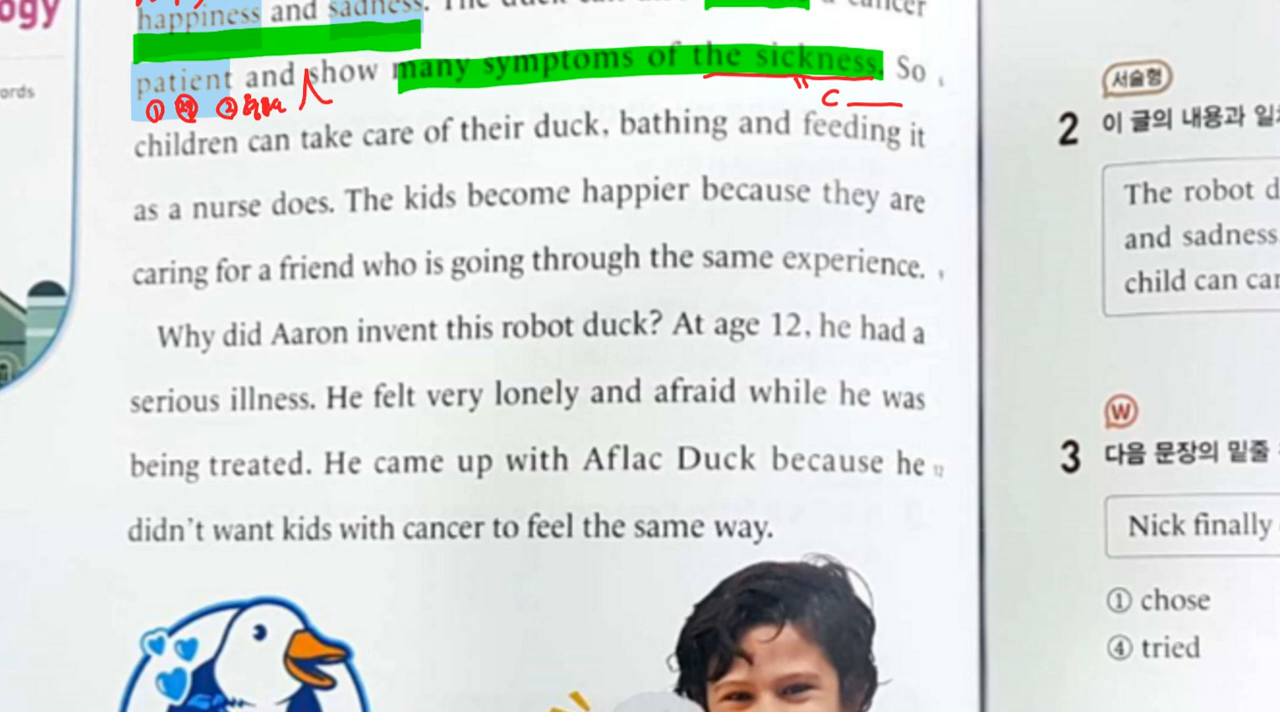 ogy
happiness and sadness. The duck can
cancer
patient and show many symptoms of the sickness. So
ords
① ② 
C
children can take care of their duck, bathing and feeding it
as a nurse does. The kids become happier because they are
caring for a friend who is going through the same experience.
Why did Aaron invent this robot duck? At age 12, he had a
serious illness. He felt very lonely and afraid while he was
being treated. He came up with Aflac Duck because he
12
didn't want kids with cancer to feel the same way.
서술형
2 이 글의 내용과
The robot
and sadness
child can
W
3 다음 문장의 밑줄
Nick finally
① chose
④ tried